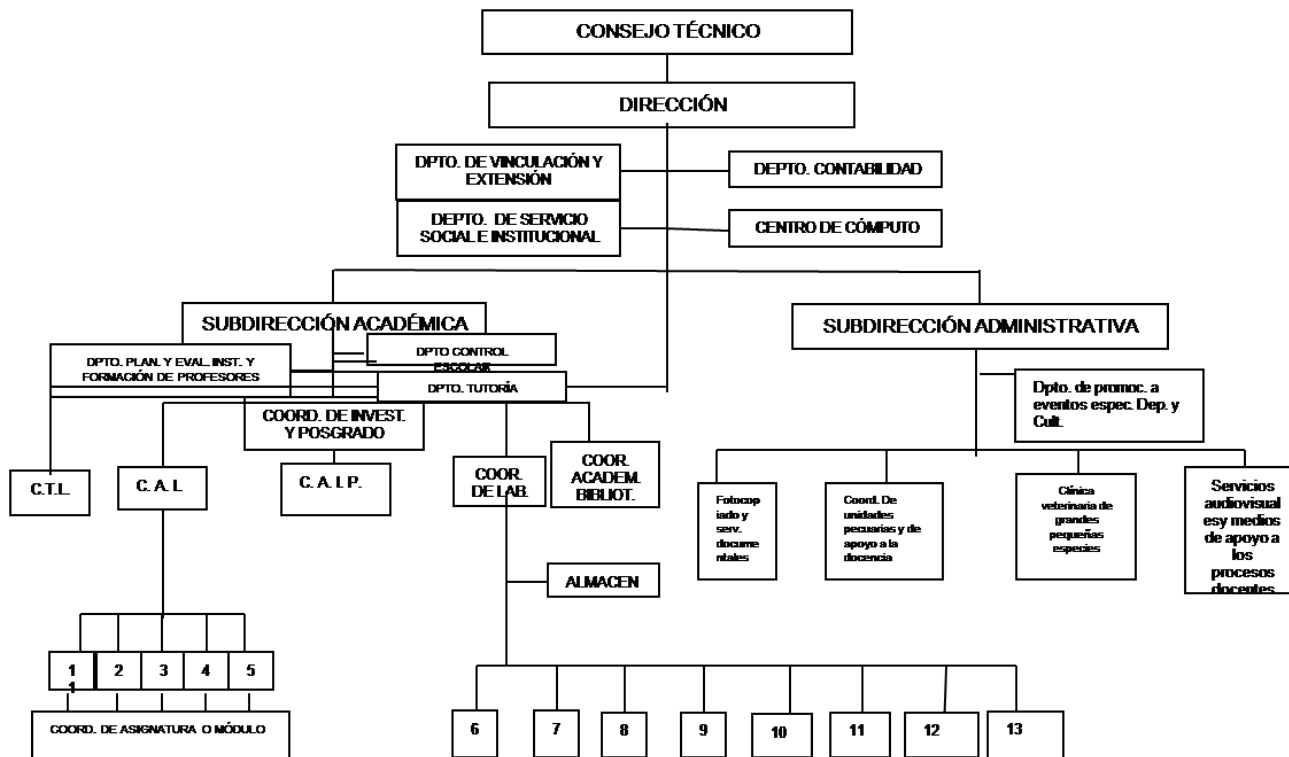 CONSEJO TÉCNICO
DIRECCIÓN
DPTO. DE VINCULACIÓN Y
EXTENSIÓN
DEPTO. CONTABILIDAD
DEPTO. DE SERVICIO
SOCIAL E INSTITUCIONAL
CENTRO DE CÓMPUTO
SUBDIRECCIÓN ACADÉMICA
SUBDIRECCIÓN ADMINISTRATIVA
DPTO CONTROL
ESCOLAR
DPTO. PLAN. Y EVAL. INST. Y
FORMACIÓN DE PROFESORES
DPTO. TUTORÍA
Dpto. de promoc. a
eventos espec. Dep. y
Cult.
COORD. DE INVEST.
Y POSGRADO
C.T.L.
C. A. L
C. A. I. P.
COOR.
DE LAB.
COOR.
ACADEM.
BIBLIOT.
Fotocop
iado y
serv.
docume
ntales
Coord. De
unidades
pecuarias y de
apoyo a la
docencia
Clínica
veterinaria de
grandes
pequeñas
especies
Servicios
audiovisual
esy medios
de apoyo a
los
procesos
docentes
ALMACEN
1
1
2
3
4
5
COORD. DE ASIGNATURA O MÓDULO
6
7
8
9
10
11
12
13